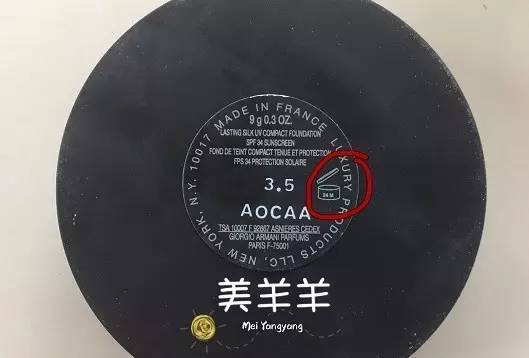 MADE IN FRANCE LUXURY PRODUCTS LLC, NEW YORK, N.Y. 10017
9 g 0.3 OZ.
LASTING SILK UV COMPACT FOUNDATION
SPF 34 SUNSCREEN
FOND DE TEINT COMPACT TENUE ET PROTECTION
FPS 34 PROTECTION SOLAIRE
24 M
3.5
AOCAA
TSA 10007 F 92667 ASNIERES CEDEX
GIORGIO ARMANI PARFUMS
PARIS F-75001
美羊羊
Mei Yangyang